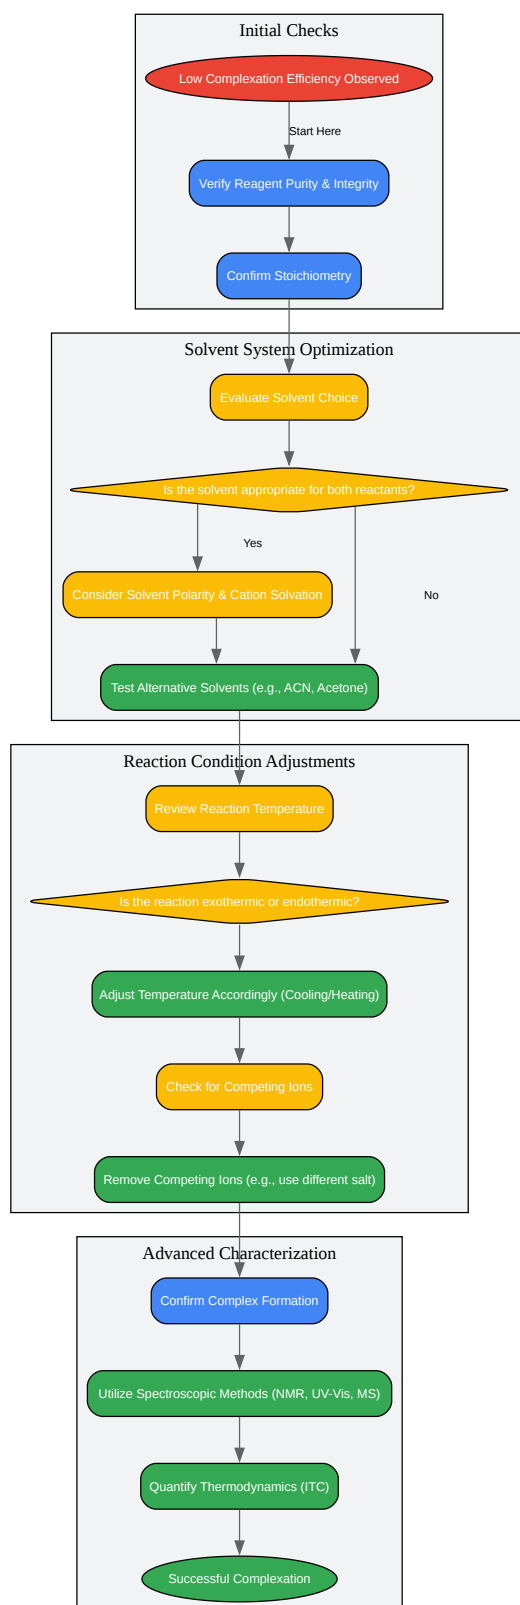 Initial Checks
Low Complexation Efficiency Observed
Start Here
Verify Reagent Purity & Integrity
Confirm Stoichiometry
Solvent System Optimization
Evaluate Solvent Choice
Is the solvent appropriate for both reactants?
Yes
Consider Solvent Polarity & Cation Solvation
No
Test Alternative Solvents (e.g., ACN, Acetone)
Reaction Condition Adjustments
Review Reaction Temperature
Is the reaction exothermic or endothermic?
Adjust Temperature Accordingly (Cooling/Heating)
Check for Competing Ions
Remove Competing Ions (e.g., use different salt)
Advanced Characterization
Confirm Complex Formation
Utilize Spectroscopic Methods (NMR, UV-Vis, MS)
Quantify Thermodynamics (ITC)
Successful Complexation